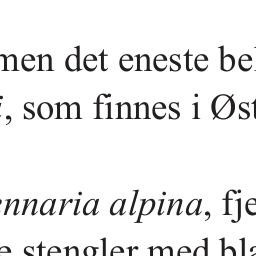 men det eneste bel
, som finnes i Øst
ennaria alpina, fje
e stengler med bla